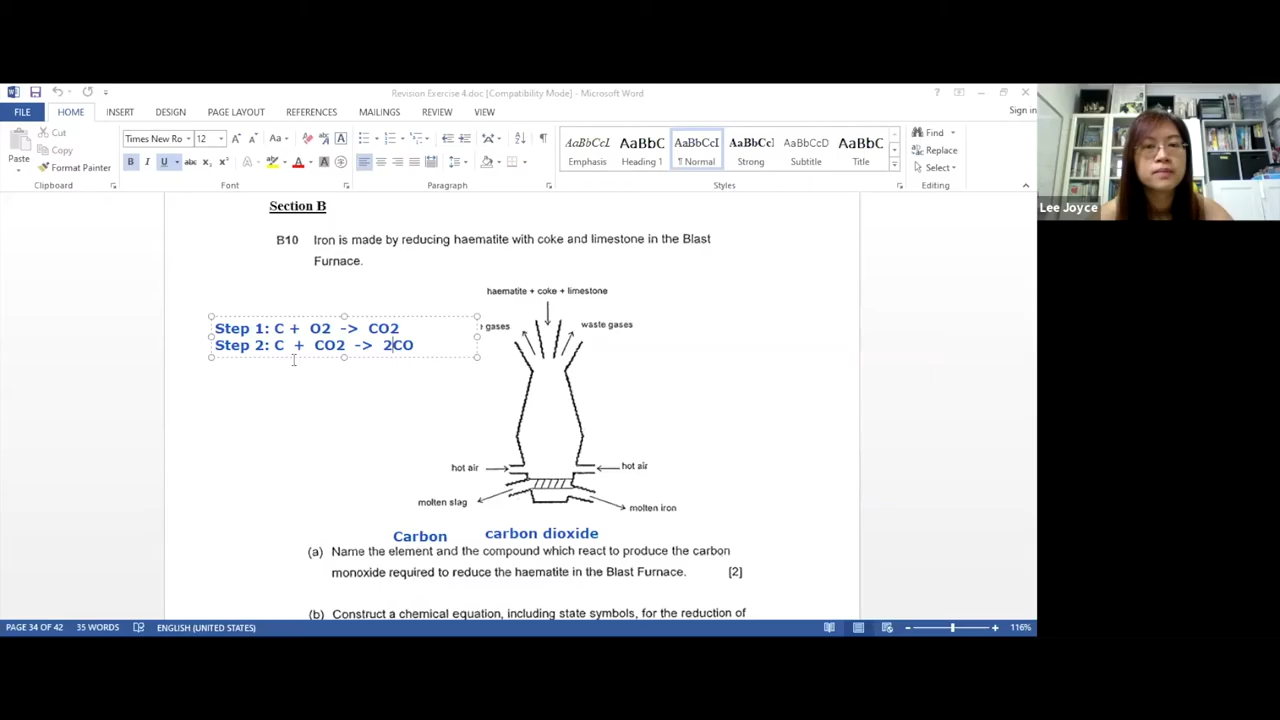 Revision Exercise 4.doc [Compatibility Mode] - Microsoft Word
Sign in
FILE HOME INSERT DESIGN PAGE LAYOUT REFERENCES MAILINGS REVIEW VIEW
Paste
Cut
Copy
Format Painter
Clipboard
Times New Ro 12
Font
Paragraph
AaBbCcI AaBbC AaBbCcI AaBbCcI AaBbCcI AaBbC
Emphasis Heading 1 ¶ Normal Strong Subtitle Title
Styles
Find
Replace
Select
Editing
Lee Joyce
Section B
B10 Iron is made by reducing haematite with coke and limestone in the Blast
Furnace.
haematite + coke + limestone
e gases
waste gases
Step 1: C + O2 -> CO2
Step 2: C + CO2 -> 2CO
hot air
hot air
molten slag
molten iron
Carbon carbon dioxide
(a) Name the element and the compound which react to produce the carbon
monoxide required to reduce the haematite in the Blast Furnace. [2]
(b) Construct a chemical equation, including state symbols, for the reduction of
PAGE 34 OF 42 35 WORDS ENGLISH (UNITED STATES)
116%